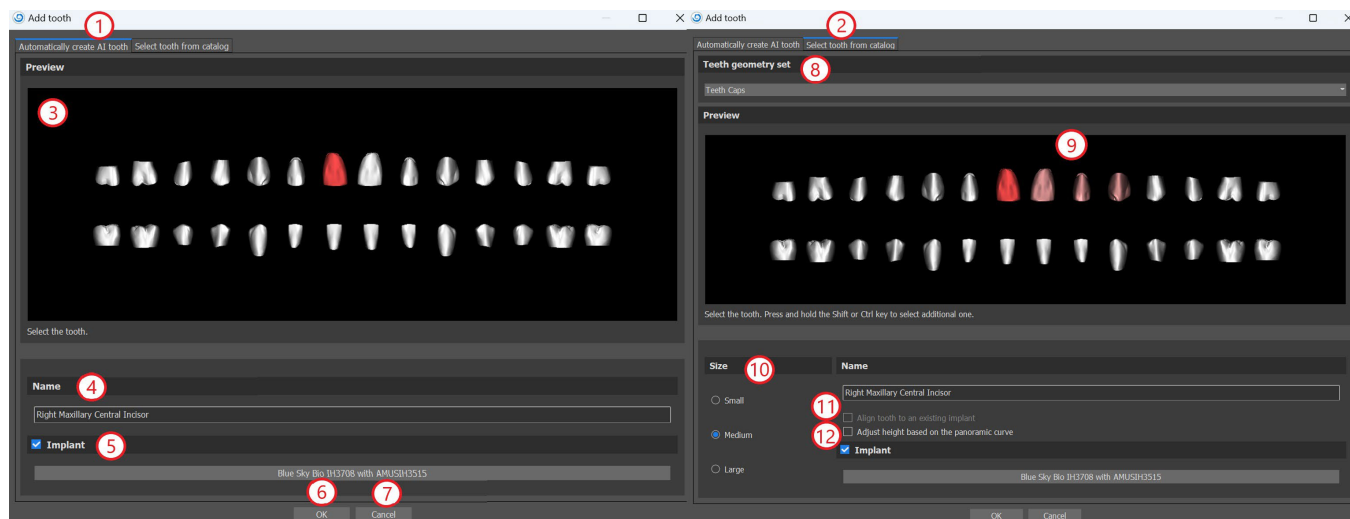 Add tooth
1
Automatically create AI tooth Select tooth from catalog
Preview
3
Select the tooth.
Name 4
Right Maxillary Central Incisor
Implant 5
Blue Sky Bio IH3708 with AMUSIH3515
6 7
OK Cancel
Add tooth
2
Automatically create AI tooth Select tooth from catalog
Teeth geometry set 8
Teeth Caps
Preview
9
Select the tooth. Press and hold the Shift or Ctrl key to select additional one.
Size 10
Small
Medium
Large
Name
Right Maxillary Central Incisor
11 Align tooth to an existing implant
12 Adjust height based on the panoramic curve
Implant
Blue Sky Bio IH3708 with AMUSIH3515
OK Cancel